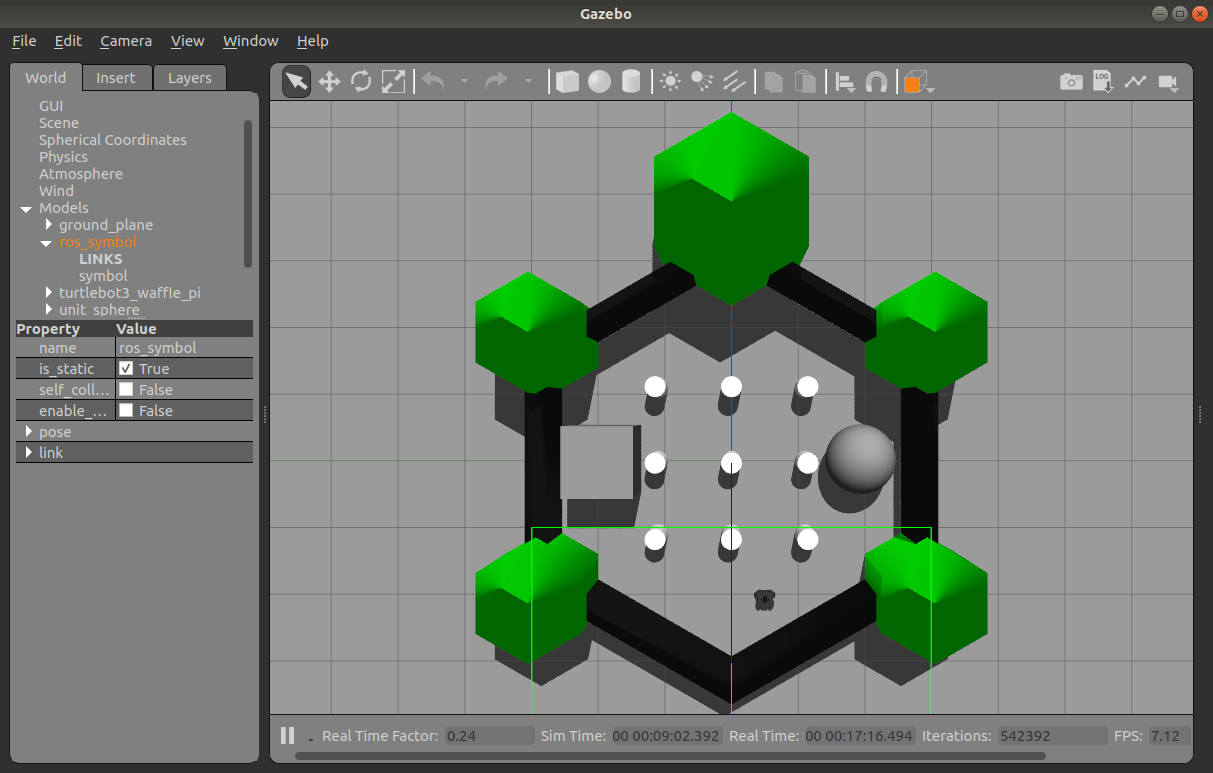 Gazebo
File Edit Camera View Window Help
World Insert Layers
LOG
GUI
Scene
Spherical Coordinates
Physics
Atmosphere
Wind
Models
ground_plane
ros_symbol
LINKS
symbol
turtlebot3_waffle_pi
unit_sphere
Property Value
name ros_symbol
is_static True
self_coll... False
enable_... False
pose
link
Real Time Factor: 0.24 Sim Time: 00 00:09:02.392 Real Time: 00 00:17:16.494 Iterations: 542392 FPS: 7.12